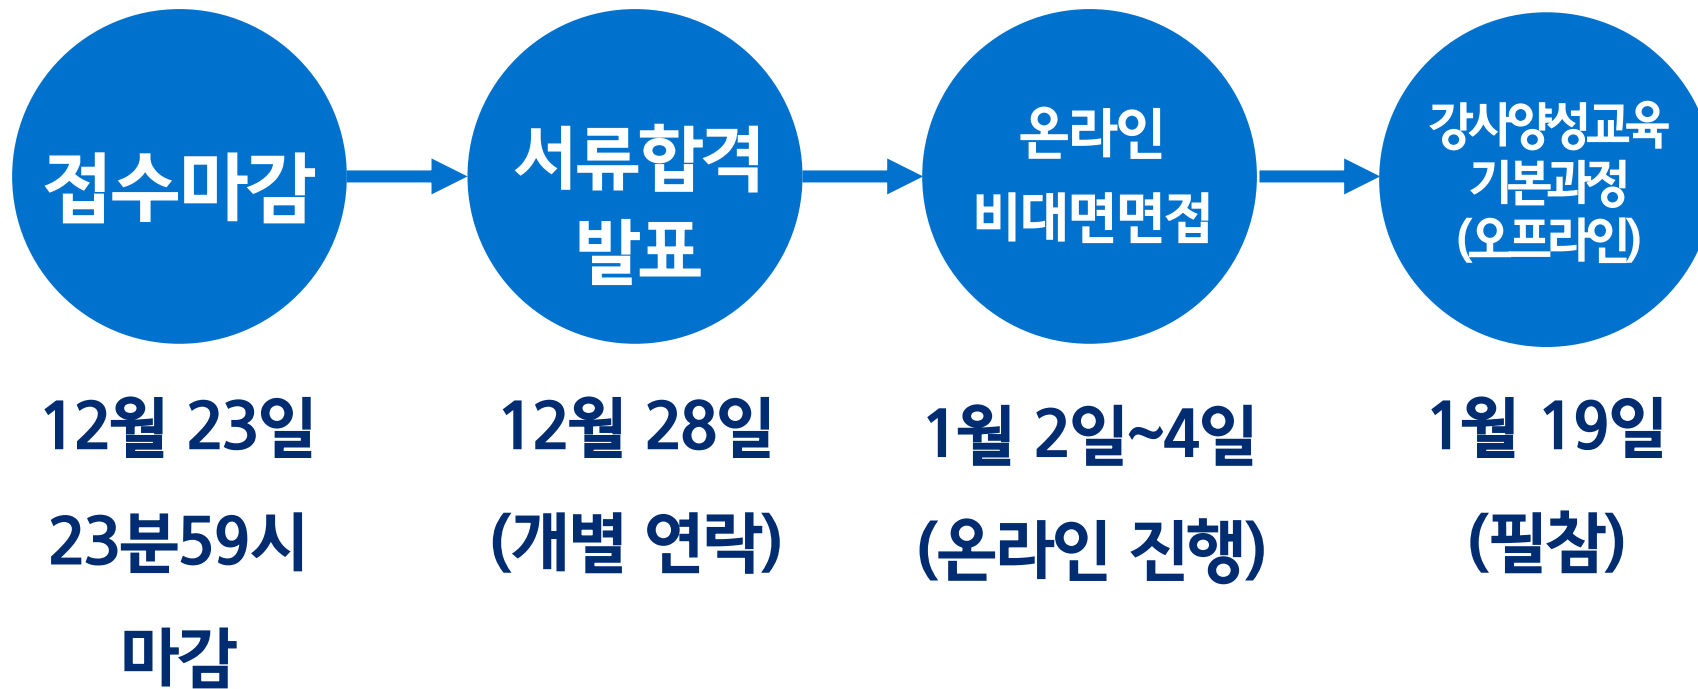 접수마감
서류합격
발표
온라인
비대면면접
강사양성교육
기본과정
(오프라인)
12월 23일
23분59시
마감
12월 28일
(개별 연락)
1월 2일~4일
(온라인 진행)
1월 19일
(필참)